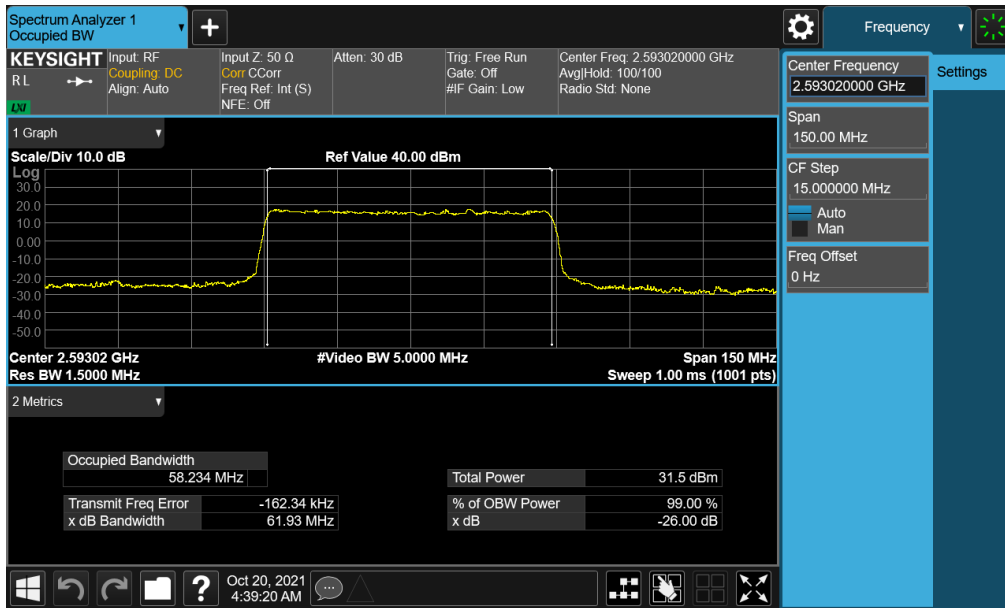 Spectrum Analyzer 1
Occupied BW
+
Frequency
KEYSIGHT
R L
LXI
Input: RF
Coupling: DC
Align: Auto
Input Z: 50 Ω
Corr CCorr
Freq Ref: Int (S)
NFE: Off
Atten: 30 dB
Trig: Free Run
Gate: Off
#IF Gain: Low
Center Freq: 2.593020000 GHz
Avg|Hold: 100/100
Radio Std: None
Center Frequency
2.593020000 GHz
Settings
Span
150.00 MHz
CF Step
15.000000 MHz
Auto
Man
Freq Offset
0 Hz
1 Graph
Scale/Div 10.0 dB
Ref Value 40.00 dBm
Log
30.0
20.0
10.0
0.00
-10.0
-20.0
-30.0
-40.0
-50.0
Center 2.59302 GHz
#Video BW 5.0000 MHz
Span 150 MHz
Res BW 1.5000 MHz
Sweep 1.00 ms (1001 pts)
2 Metrics
Occupied Bandwidth
58.234 MHz
Total Power 31.5 dBm
Transmit Freq Error -162.34 kHz
% of OBW Power 99.00 %
x dB Bandwidth 61.93 MHz
x dB -26.00 dB
?
Oct 20, 2021
4:39:20 AM